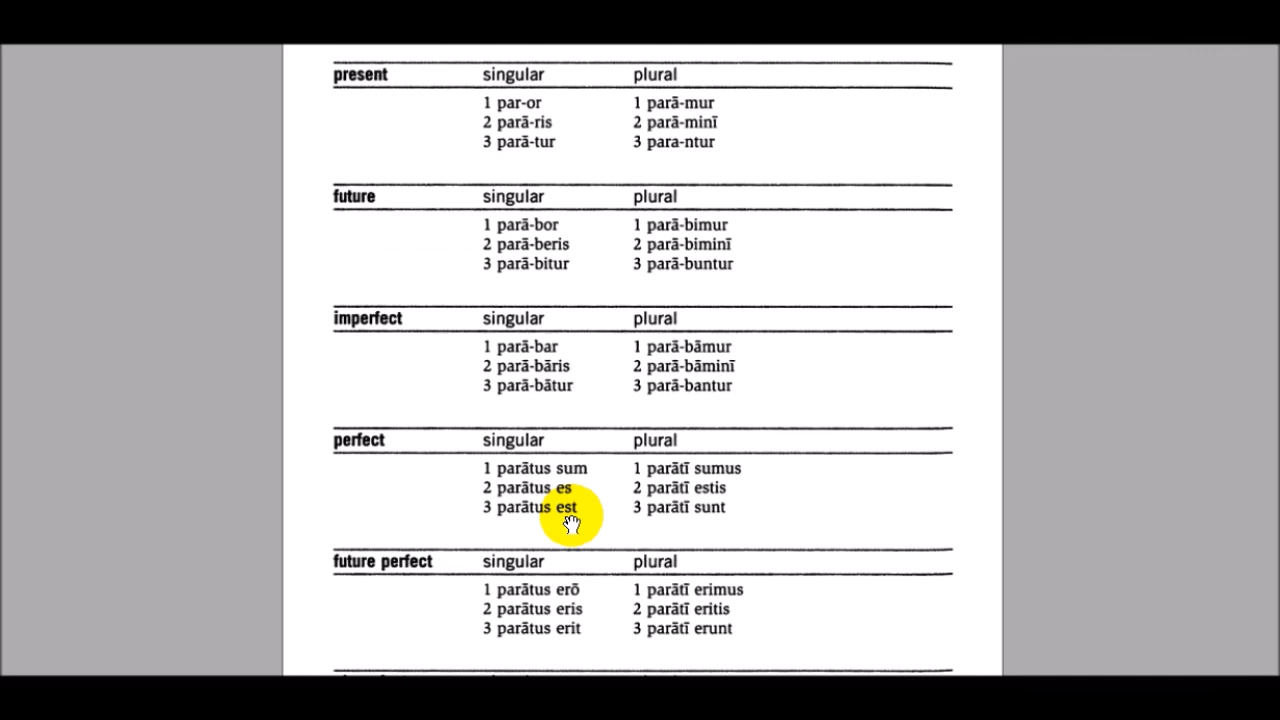 present singular plural
1 par-or 1 parā-mur
2 parā-ris 2 parā-minī
3 parā-tur 3 para-ntur
future singular plural
1 parā-bor 1 parā-bimur
2 parā-beris 2 parā-biminī
3 parā-bitur 3 parā-buntur
imperfect singular plural
1 parā-bar 1 parā-bāmur
2 parā-bāris 2 parā-bāminī
3 parā-bātur 3 parā-bantur
perfect singular plural
1 parātus sum 1 parātī sumus
2 parātus es 2 parātī estis
3 parātus est 3 parātī sunt
future perfect singular plural
1 parātus erō 1 parātī erimus
2 parātus eris 2 parātī eritis
3 parātus erit 3 parātī erunt